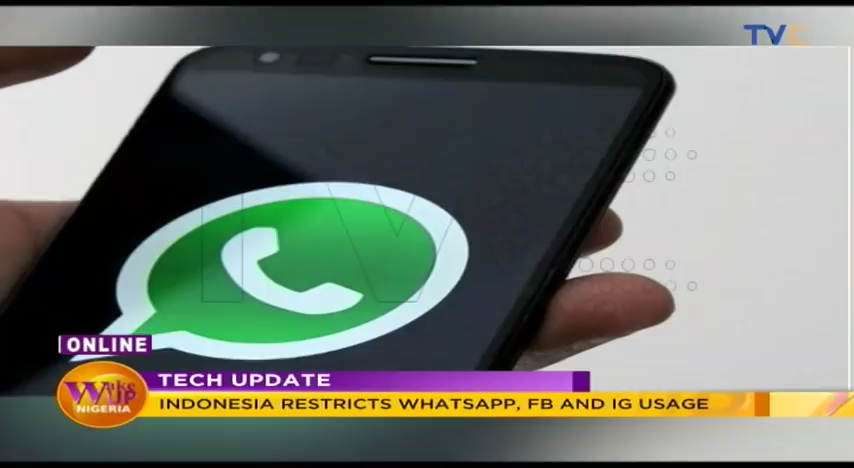 TVC
ONLINE
TECH UPDATE
Wake
UP
NIGERIA
INDONESIA RESTRICTS WHATSAPP, FB AND IG USAGE